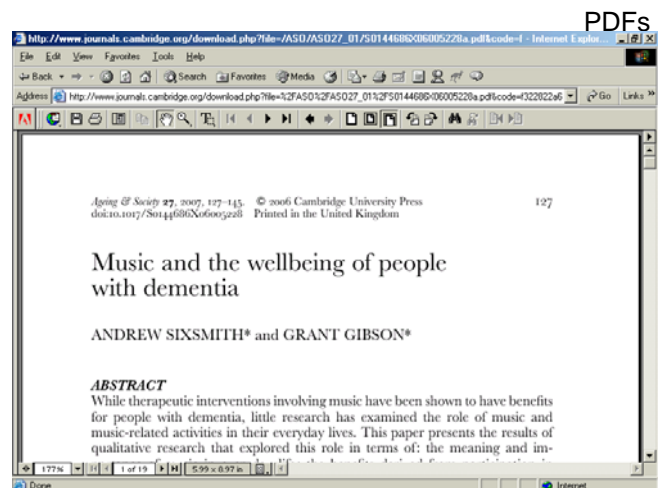 PDFs
http://www.journals.cambridge.org/download.php?file=/ASO/ASO27_01/S0144686X06005228a.pdf&code=f - Internet Explor...
File Edit View Favorites Tools Help
Back Search Favorites Media
Address http://www.journals.cambridge.org/download.php?file=%2FASO%2FASO27_01%2FS0144686X06005228a.pdf&code=f322822a6 Go Links »
Ageing & Society 27, 2007, 127–145. © 2006 Cambridge University Press 127
doi:10.1017/S0144686X06005228 Printed in the United Kingdom
Music and the wellbeing of people
with dementia
ANDREW SIXSMITH* and GRANT GIBSON*
ABSTRACT
While therapeutic interventions involving music have been shown to have benefits
for people with dementia, little research has examined the role of music and
music-related activities in their everyday lives. This paper presents the results of
qualitative research that explored this role in terms of: the meaning and im-
177% 1 of 19 5.99 x 0.97 in
Done Internet